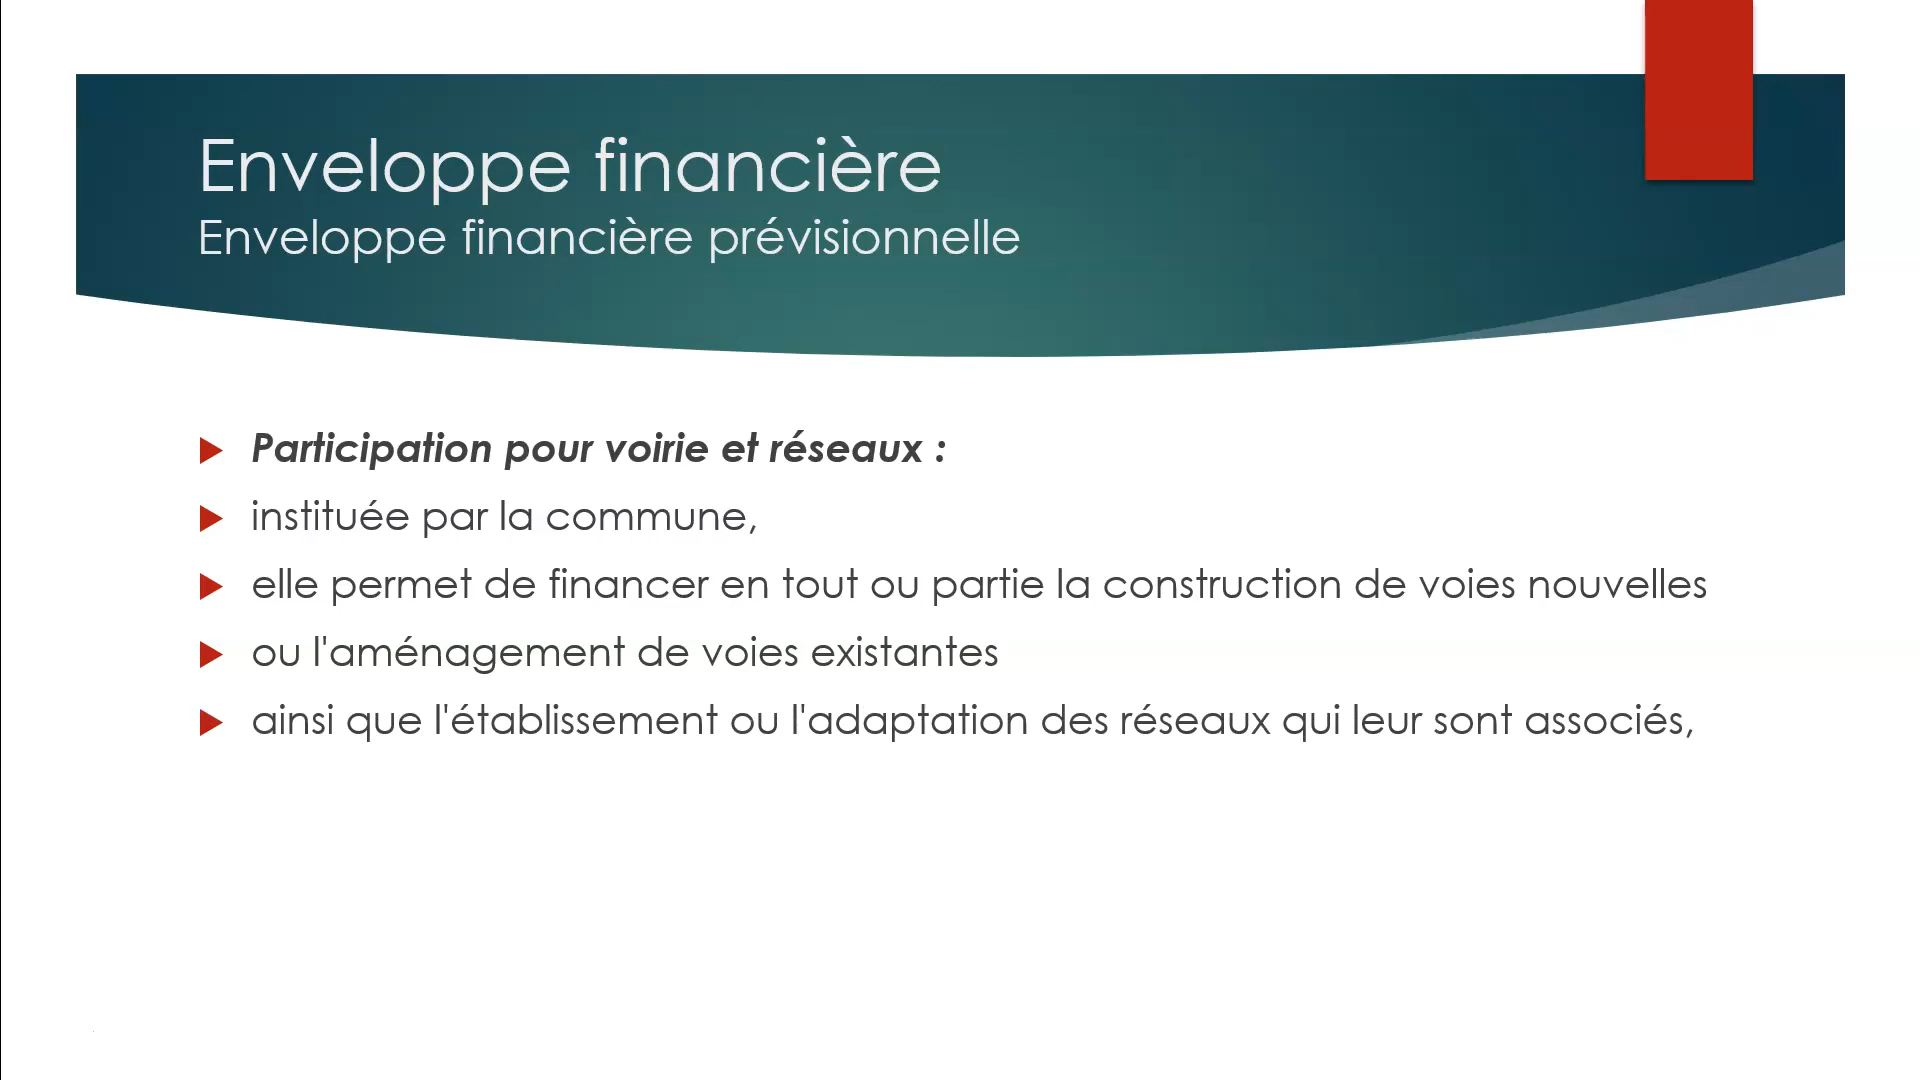 Enveloppe financière
Enveloppe financière prévisionnelle
Participation pour voirie et réseaux :
instituée par la commune,
elle permet de financer en tout ou partie la construction de voies nouvelles
ou l'aménagement de voies existantes
ainsi que l'établissement ou l'adaptation des réseaux qui leur sont associés,